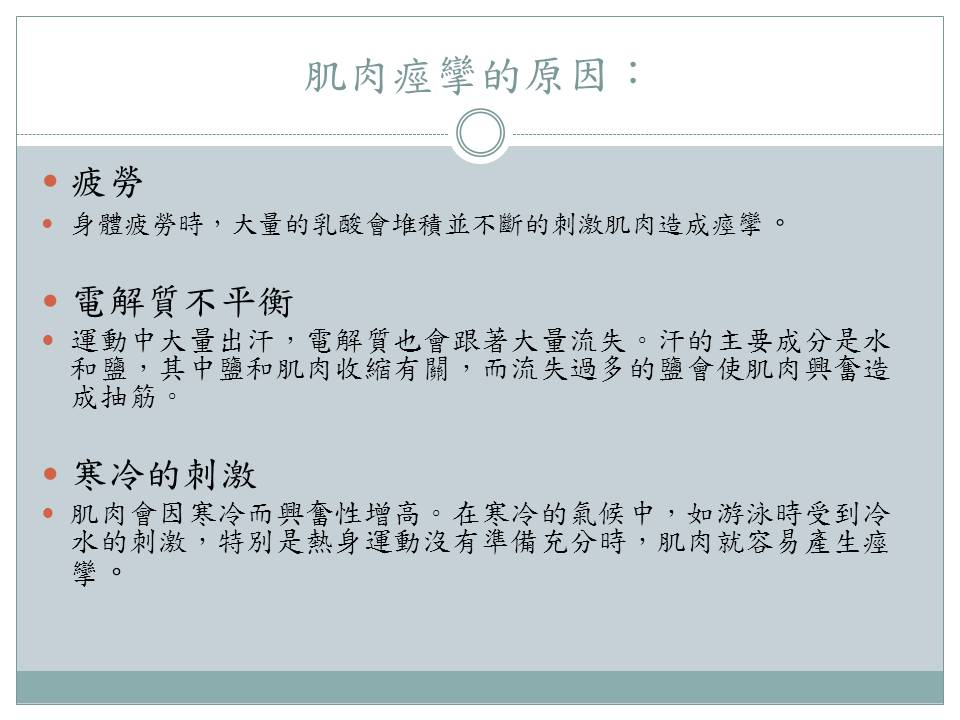 肌肉痙攣的原因：
疲勞
身體疲勞時，大量的乳酸會堆積並不斷的刺激肌肉造成痙攣。
電解質不平衡
運動中大量出汗，電解質也會跟著大量流失。汗的主要成分是水
和鹽，其中鹽和肌肉收縮有關，而流失過多的鹽會使肌肉興奮造
成抽筋。
寒冷的刺激
肌肉會因寒冷而興奮性增高。在寒冷的氣候中，如游泳時受到冷
水的刺激，特別是熱身運動沒有準備充分時，肌肉就容易產生痙
攣。